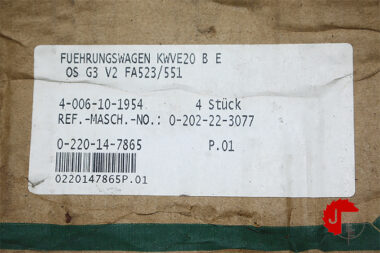 FUEHRUNGSWAGEN KWVE20 B E
OS G3 V2 FA523/551
4-006-10-1954 4 Stück
REF.-MASCH.-NO.: 0-202-22-3077
0-220-14-7865 P.01
0220147865P.01